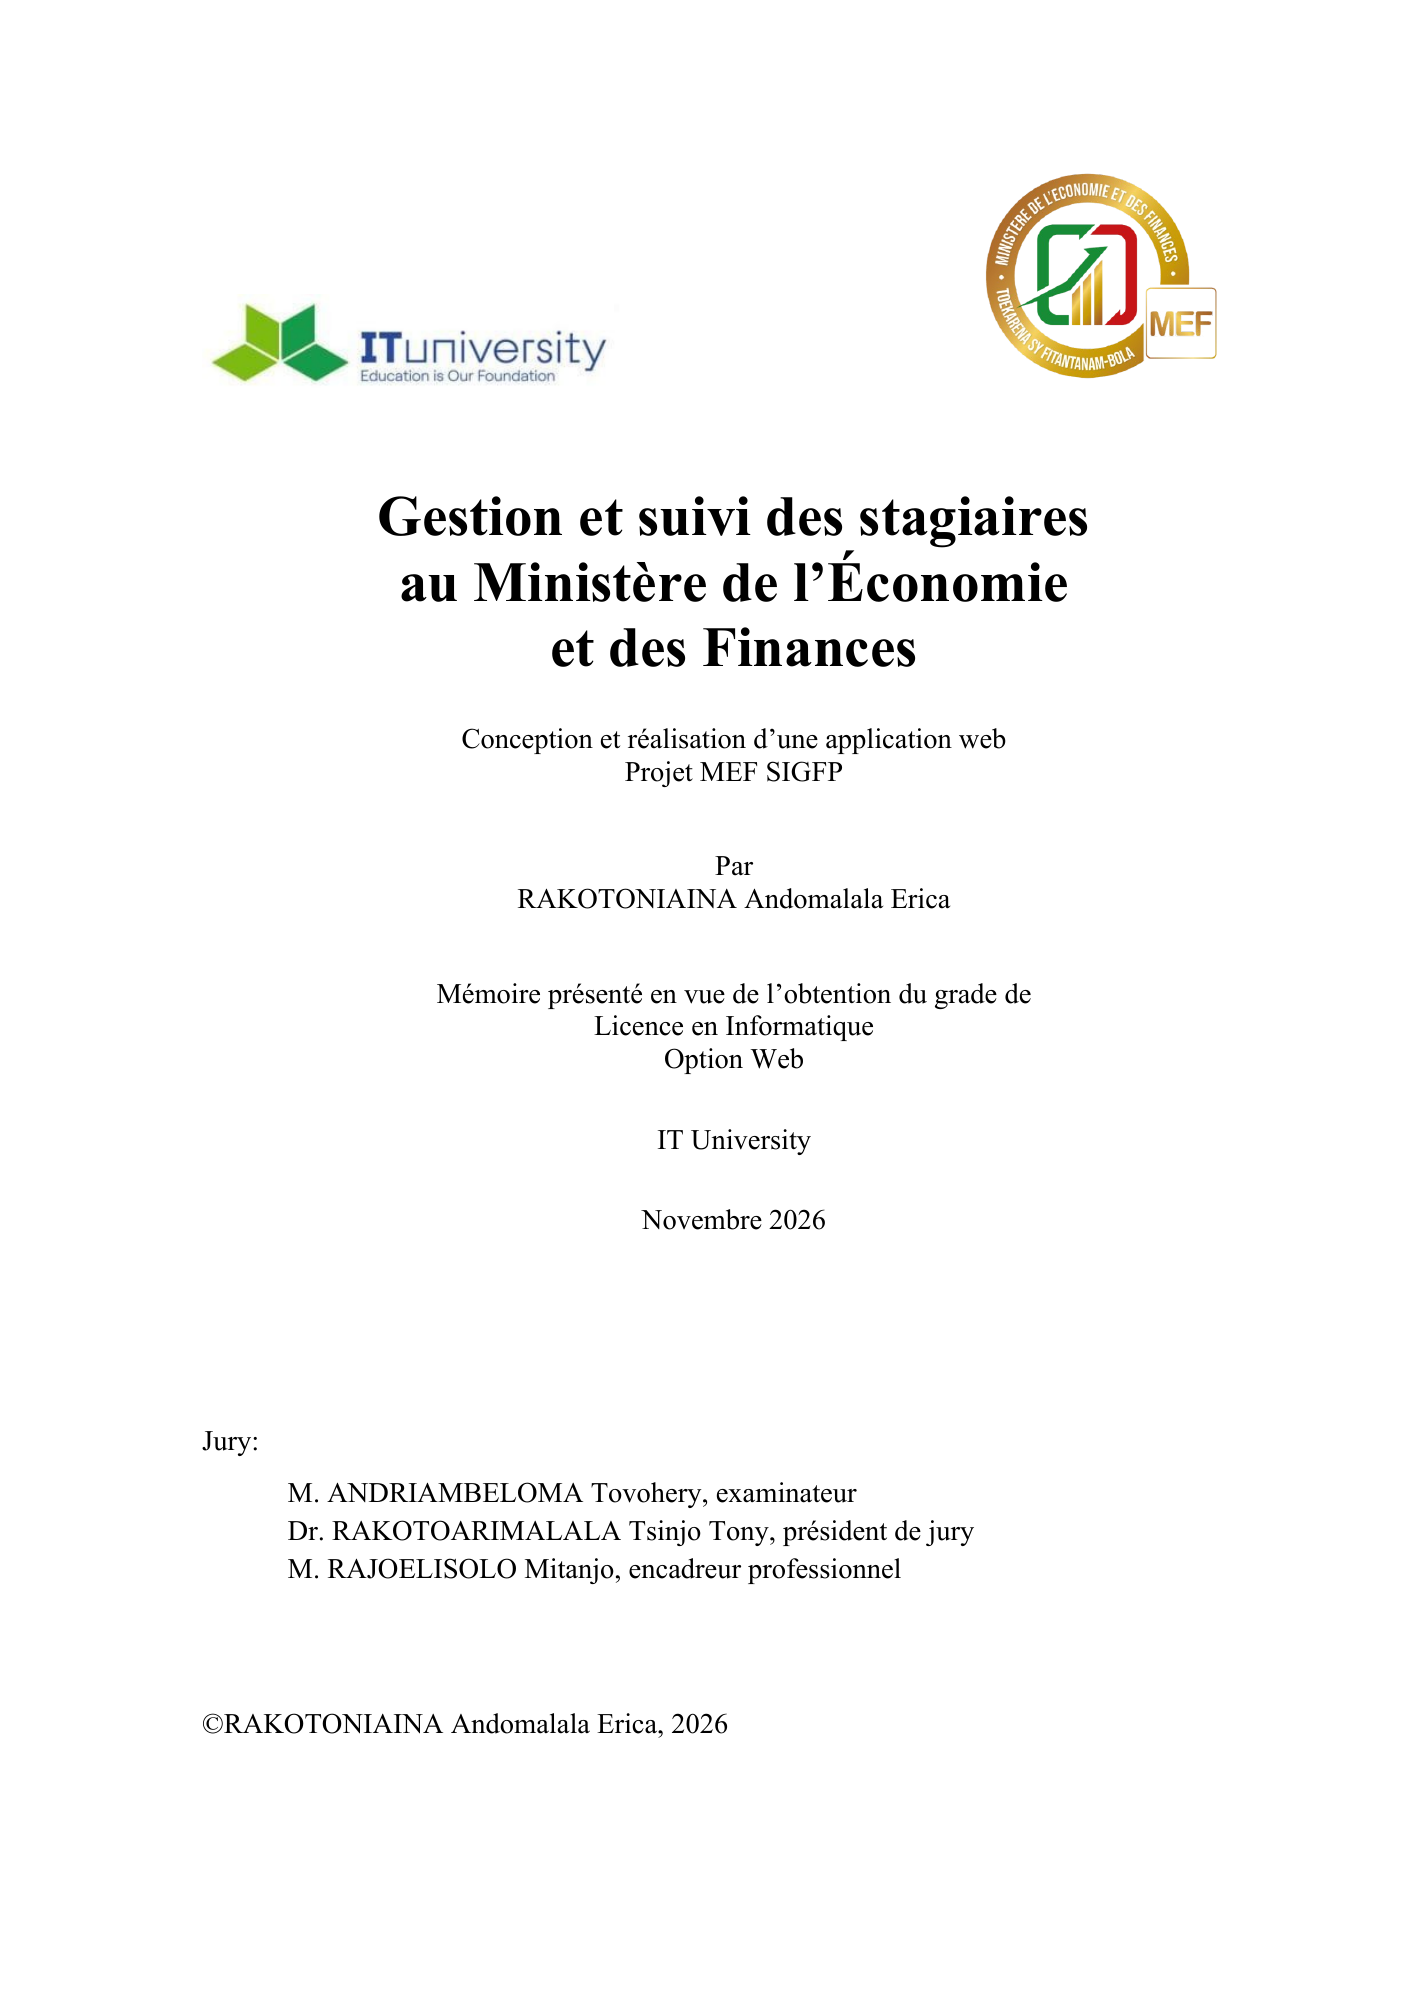 ITuniversity
Education is Our Foundation
• MINISTERE DE L'ECONOMIE ET DES FINANCES •
TOEKARENA SY FITANTANAM-BOLA
MEF
Gestion et suivi des stagiaires
au Ministère de l’Économie
et des Finances
Conception et réalisation d’une application web
Projet MEF SIGFP
Par
RAKOTONIAINA Andomalala Erica
Mémoire présenté en vue de l’obtention du grade de
Licence en Informatique
Option Web
IT University
Novembre 2026
Jury:
M. ANDRIAMBELOMA Tovohery, examinateur
Dr. RAKOTOARIMALALA Tsinjo Tony, président de jury
M. RAJOELISOLO Mitanjo, encadreur professionnel
©RAKOTONIAINA Andomalala Erica, 2026